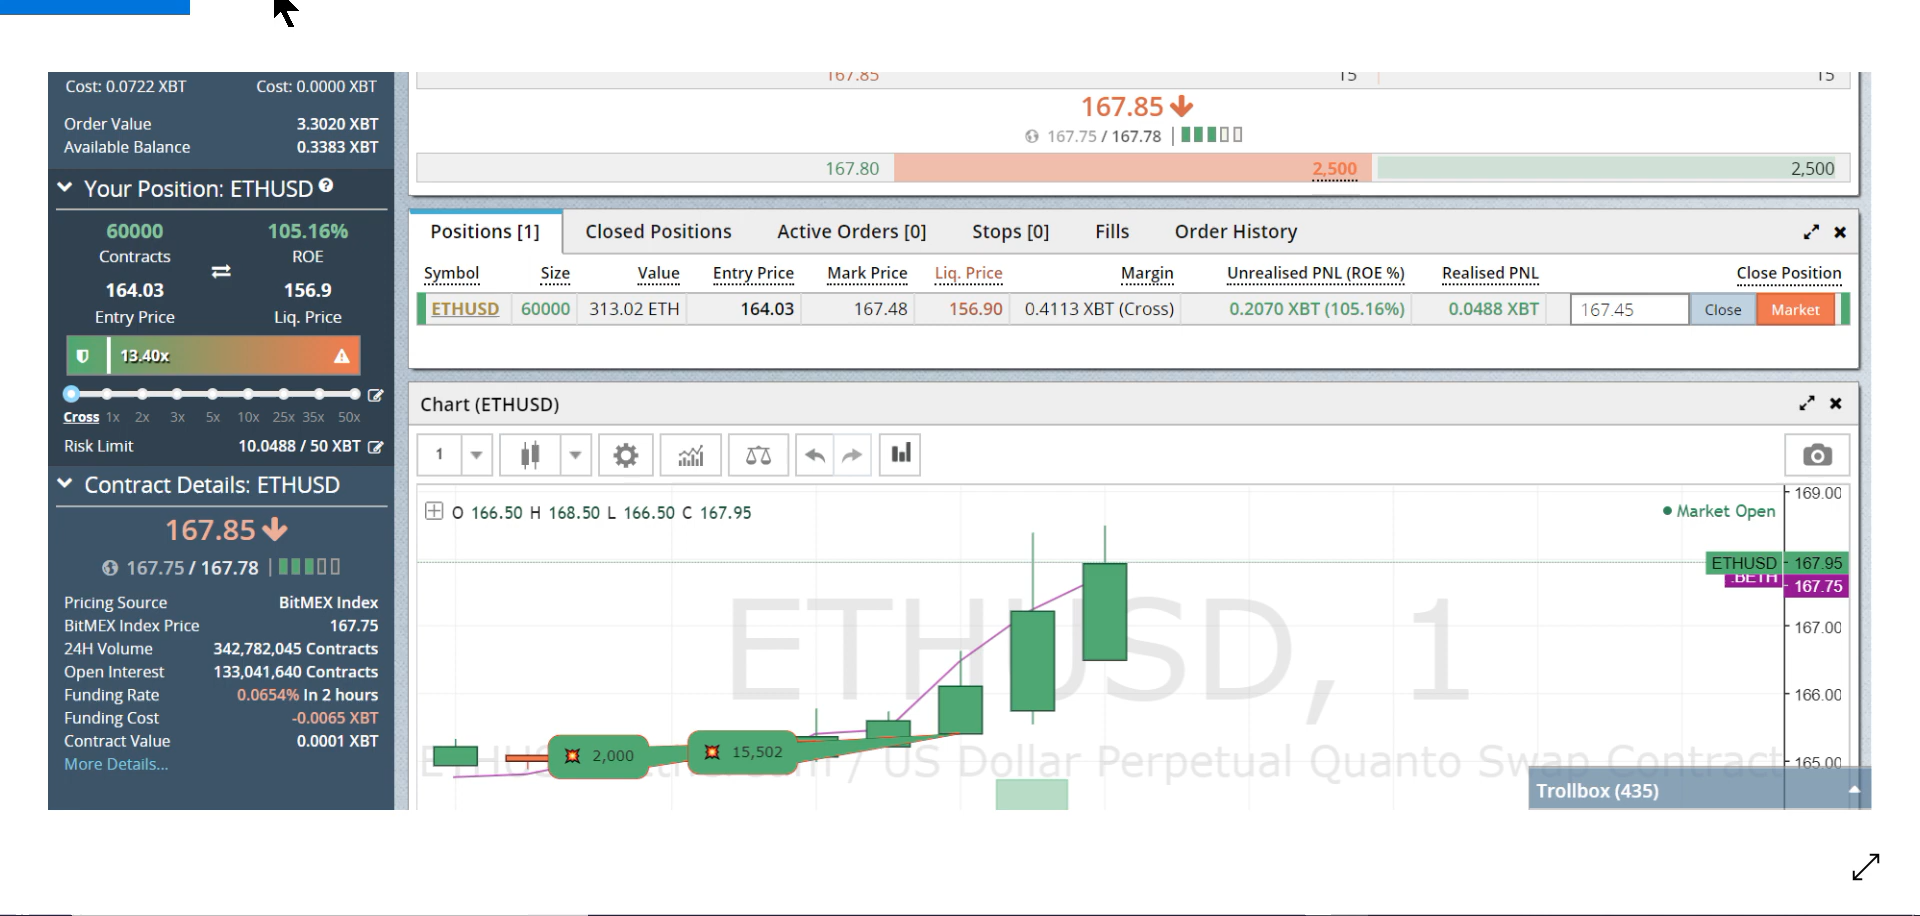 Cost: 0.0722 XBT Cost: 0.0000 XBT
Order Value 3.3020 XBT
Available Balance 0.3383 XBT
Your Position: ETHUSD
60000 105.16%
Contracts ROE
164.03 156.9
Entry Price Liq. Price
13.40x
Cross 1x 2x 3x 5x 10x 25x 35x 50x
Risk Limit 10.0488 / 50 XBT
Contract Details: ETHUSD
167.85
167.75 / 167.78
Pricing Source BitMEX Index
BitMEX Index Price 167.75
24H Volume 342,782,045 Contracts
Open Interest 133,041,640 Contracts
Funding Rate 0.0654% In 2 hours
Funding Cost -0.0065 XBT
Contract Value 0.0001 XBT
More Details...
167.85 15 15
167.85
167.75 / 167.78
167.80 2,500 2,500
Positions [1] Closed Positions Active Orders [0] Stops [0] Fills Order History
Symbol Size Value Entry Price Mark Price Liq. Price Margin Unrealised PNL (ROE %) Realised PNL Close Position
ETHUSD 60000 313.02 ETH 164.03 167.48 156.90 0.4113 XBT (Cross) 0.2070 XBT (105.16%) 0.0488 XBT 167.45 Close Market
Chart (ETHUSD)
1
O 166.50 H 168.50 L 166.50 C 167.95
Market Open
169.00
ETHUSD 167.95
.BETH 167.75
167.00
166.00
165.00
ETHUSD, 1
2,000 15,502
/ US Dollar Perpetual Quanto Swap Contract
Trollbox (435)